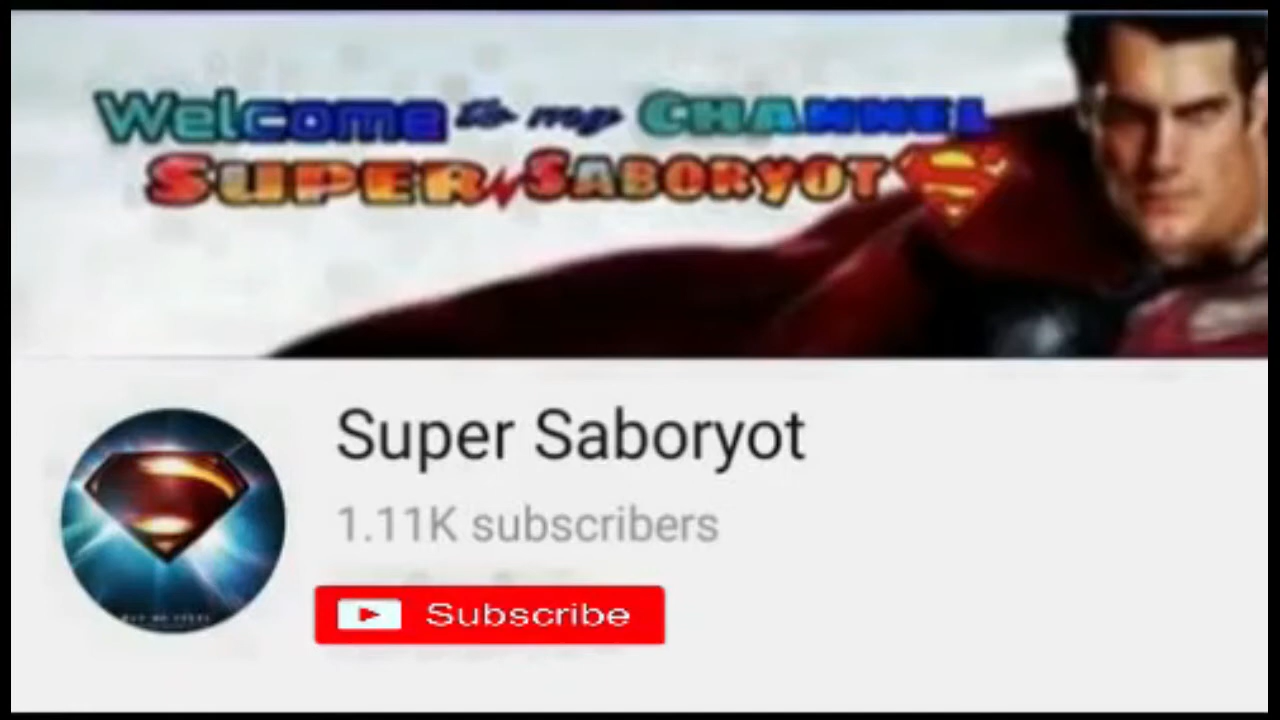 Welcome to my CHANNEL
SUPER SABORYOT
Super Saboryot
1.11K subscribers
Subscribe